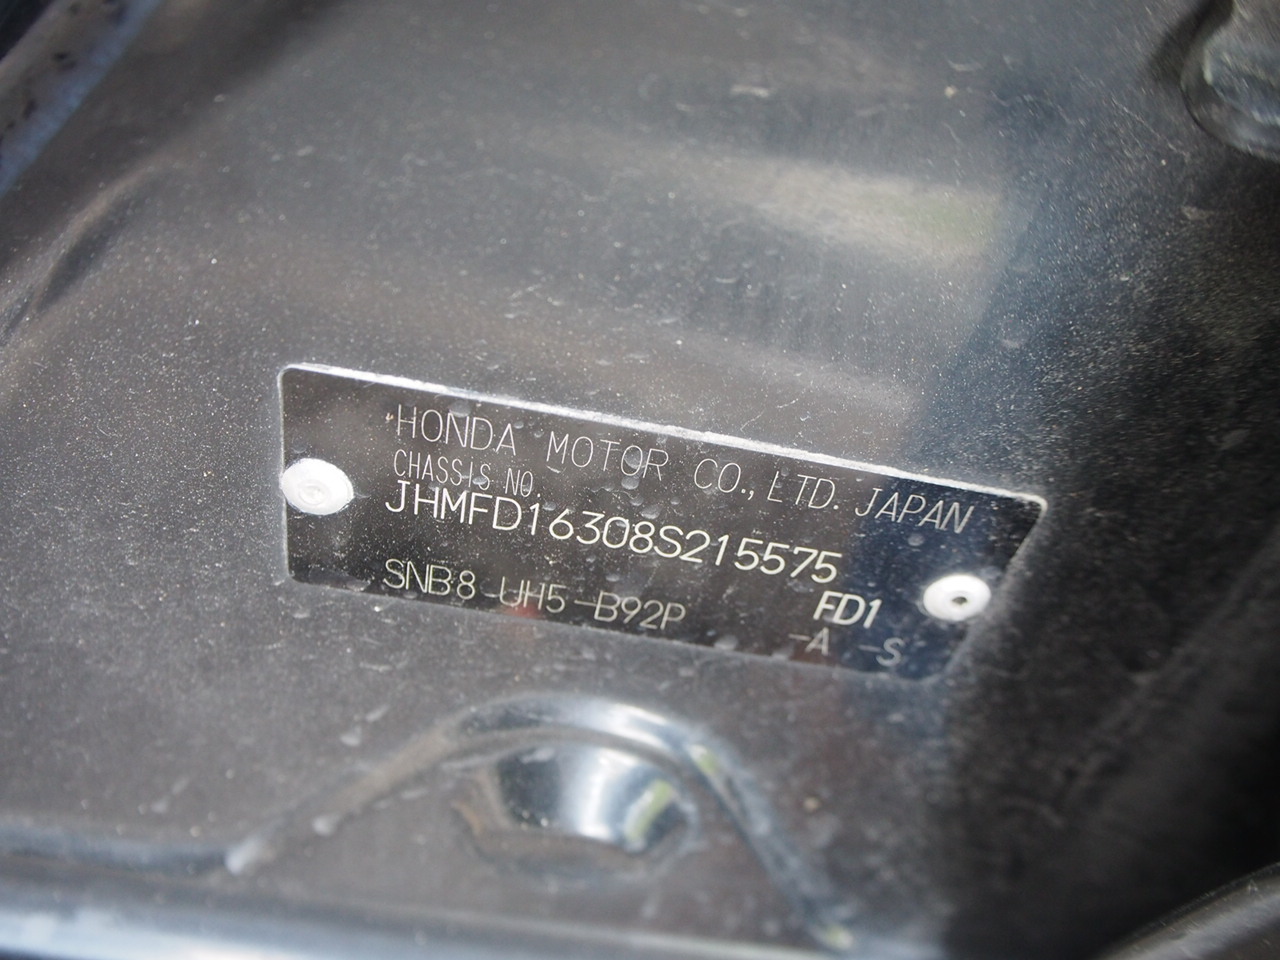 HONDA MOTOR CO., LTD. JAPAN
CHASSIS NO.
JHMFD16308S215575
SNB8 UH5-B92P FD1
-A -S